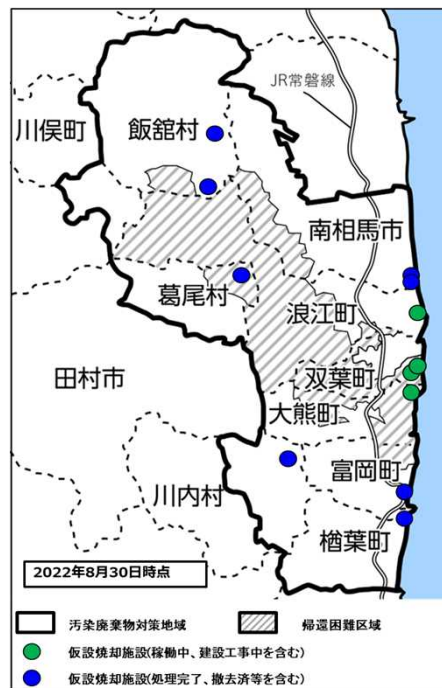 JR常磐線
川俣町
飯舘村
南相馬市
浪江町
葛尾村
双葉町
田村市
大熊町
富岡町
川内村
楢葉町
2022年8月30日時点
汚染廃棄物対策地域
帰還困難区域
仮設焼却施設(稼働中、建設工事中を含む)
仮設焼却施設(処理完了、撤去済等を含む)